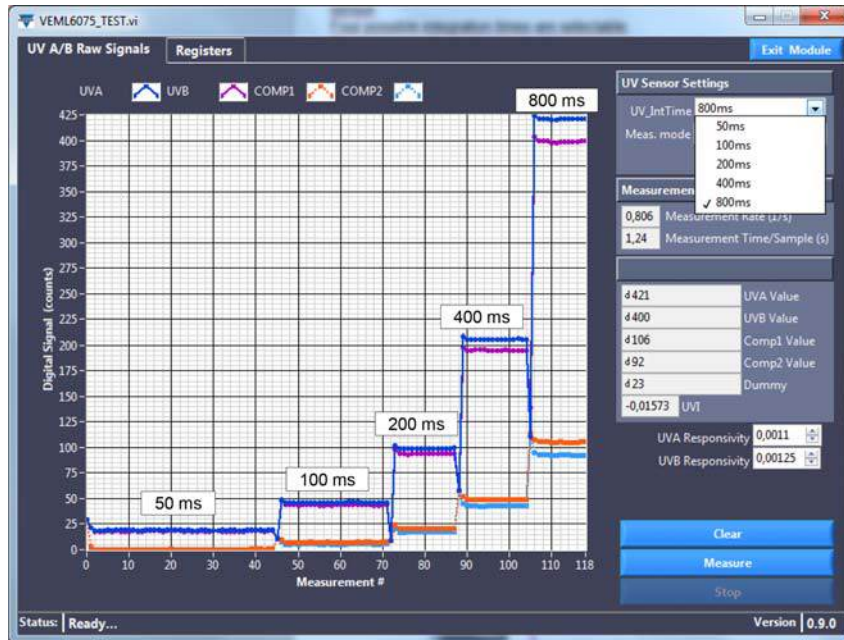 VEML6075_TEST.vi
UV A/B Raw Signals
Registers
Exit Module
UVA
UVB
COMP1
COMP2
Digital Signal (counts)
425
400
375
350
325
300
275
250
225
200
175
150
125
100
75
50
25
0
50 ms
100 ms
200 ms
400 ms
800 ms
0 10 20 30 40 50 60 70 80 90 100 110 118
Measurement #
UV Sensor Settings
UV_IntTime 800ms
50ms
100ms
200ms
400ms
✓ 800ms
Meas. mode
Measuremen
0,806 Measurement Rate (1/s)
1,24 Measurement Time/Sample (s)
d 421 UVA Value
d 400 UVB Value
d 106 Comp1 Value
d 92 Comp2 Value
d 23 Dummy
-0,01573 UVI
UVA Responsivity 0,0011
UVB Responsivity 0,00125
Clear
Measure
Stop
Status: Ready...
Version 0.9.0